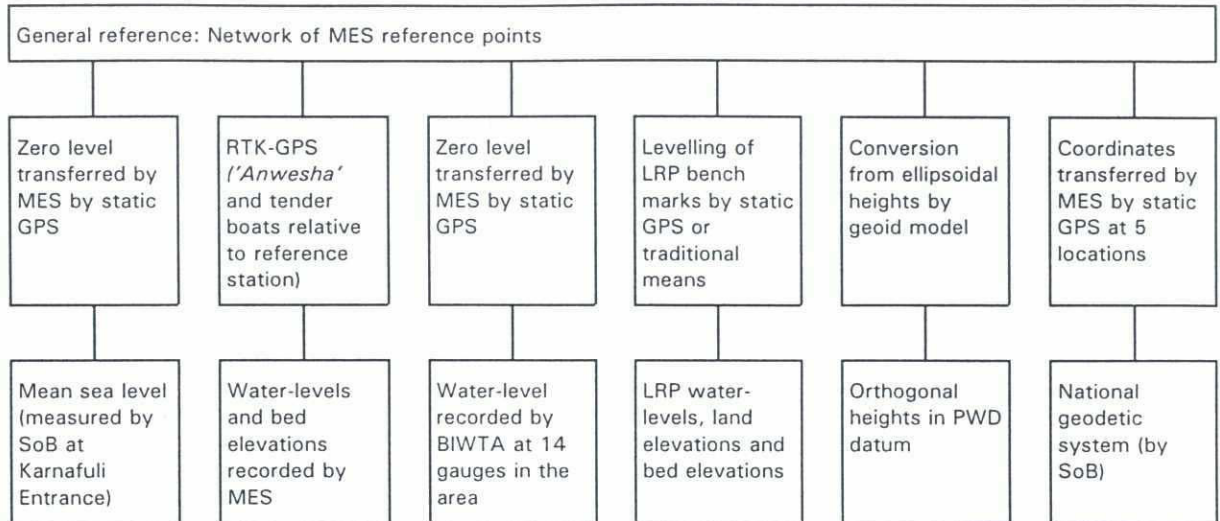 General reference: Network of MES reference points
Zero level
transferred by
MES by static
GPS
RTK-GPS
('Anwesha'
and tender
boats relative
to reference
station)
Zero level
transferred by
MES by static
GPS
Levelling of
LRP bench
marks by static
GPS or
traditional
means
Conversion
from ellipsoidal
heights by
geoid model
Coordinates
transferred by
MES by static
GPS at 5
locations
Mean sea level
(measured by
SoB at
Karnafuli
Entrance)
Water-levels
and bed
elevations
recorded by
MES
Water-level
recorded by
BIWTA at 14
gauges in the
area
LRP water-
levels, land
elevations and
bed elevations
Orthogonal
heights in PWD
datum
National
geodetic
system (by
SoB)